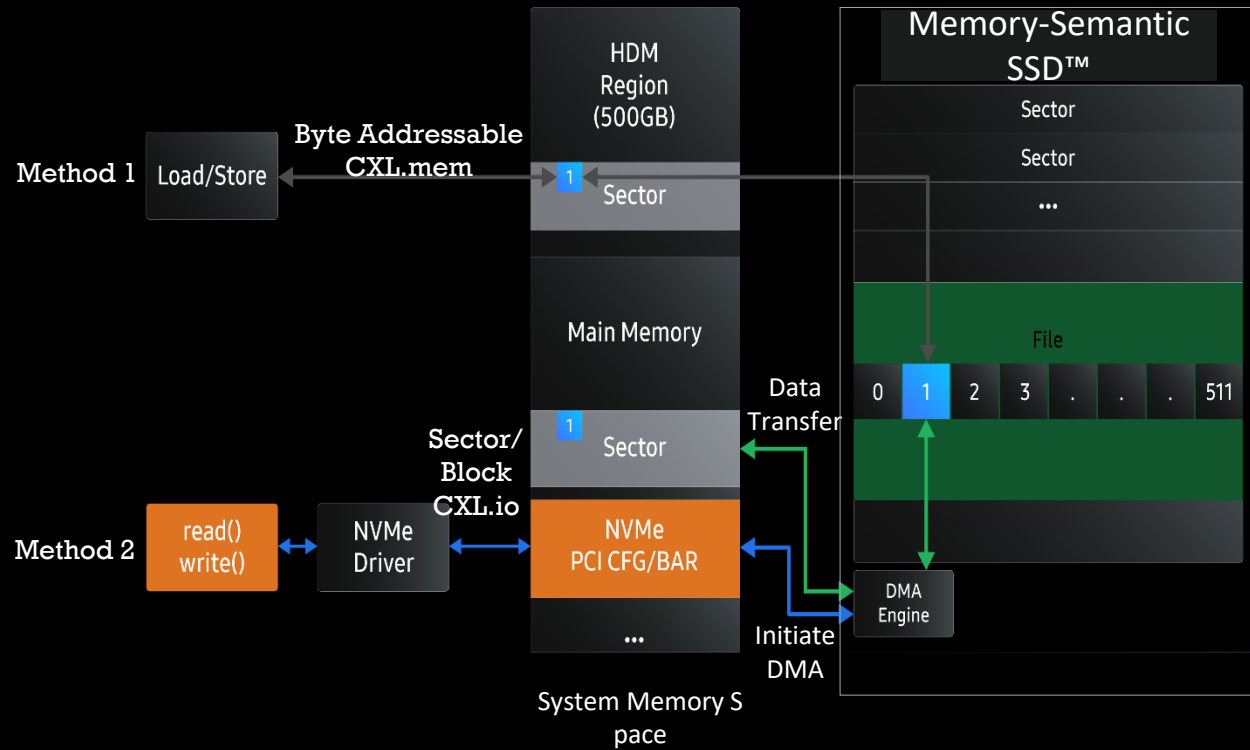 Memory-Semantic
SSD™
HDM
Region
(500GB)
Sector
Sector
...
Method 1
Load/Store
Byte Addressable
CXL.mem
1
Sector
Main Memory
File
0 1 2 3 . . . 511
Data
Transfer
1
Sector
Sector/
Block
CXL.io
Method 2
read()
write()
NVMe
Driver
NVMe
PCI CFG/BAR
DMA
Engine
...
Initiate
DMA
System Memory S
pace